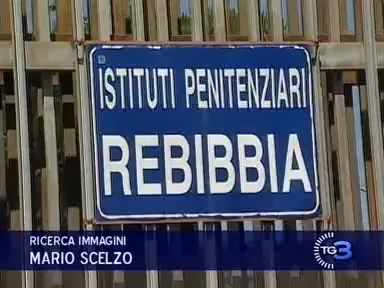 ISTITUTI PENITENZIARI
REBIBBIA
RICERCA IMMAGINI
MARIO SCELZO
TG3